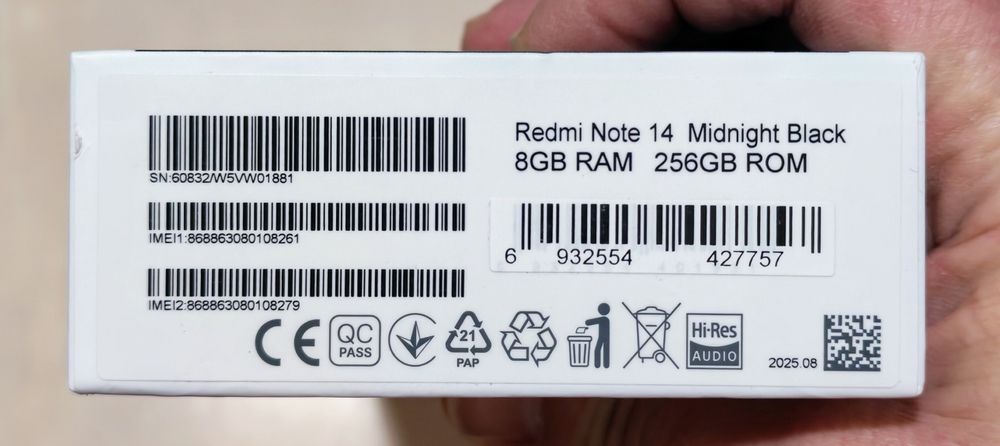 SN:60832/W5VW01881
IMEI1:868863080108261
IMEI2:868863080108279
Redmi Note 14 Midnight Black
8GB RAM 256GB ROM
6 932554 427757
CE
QC
PASS
21
PAP
Hi-Res
AUDIO
2025.08